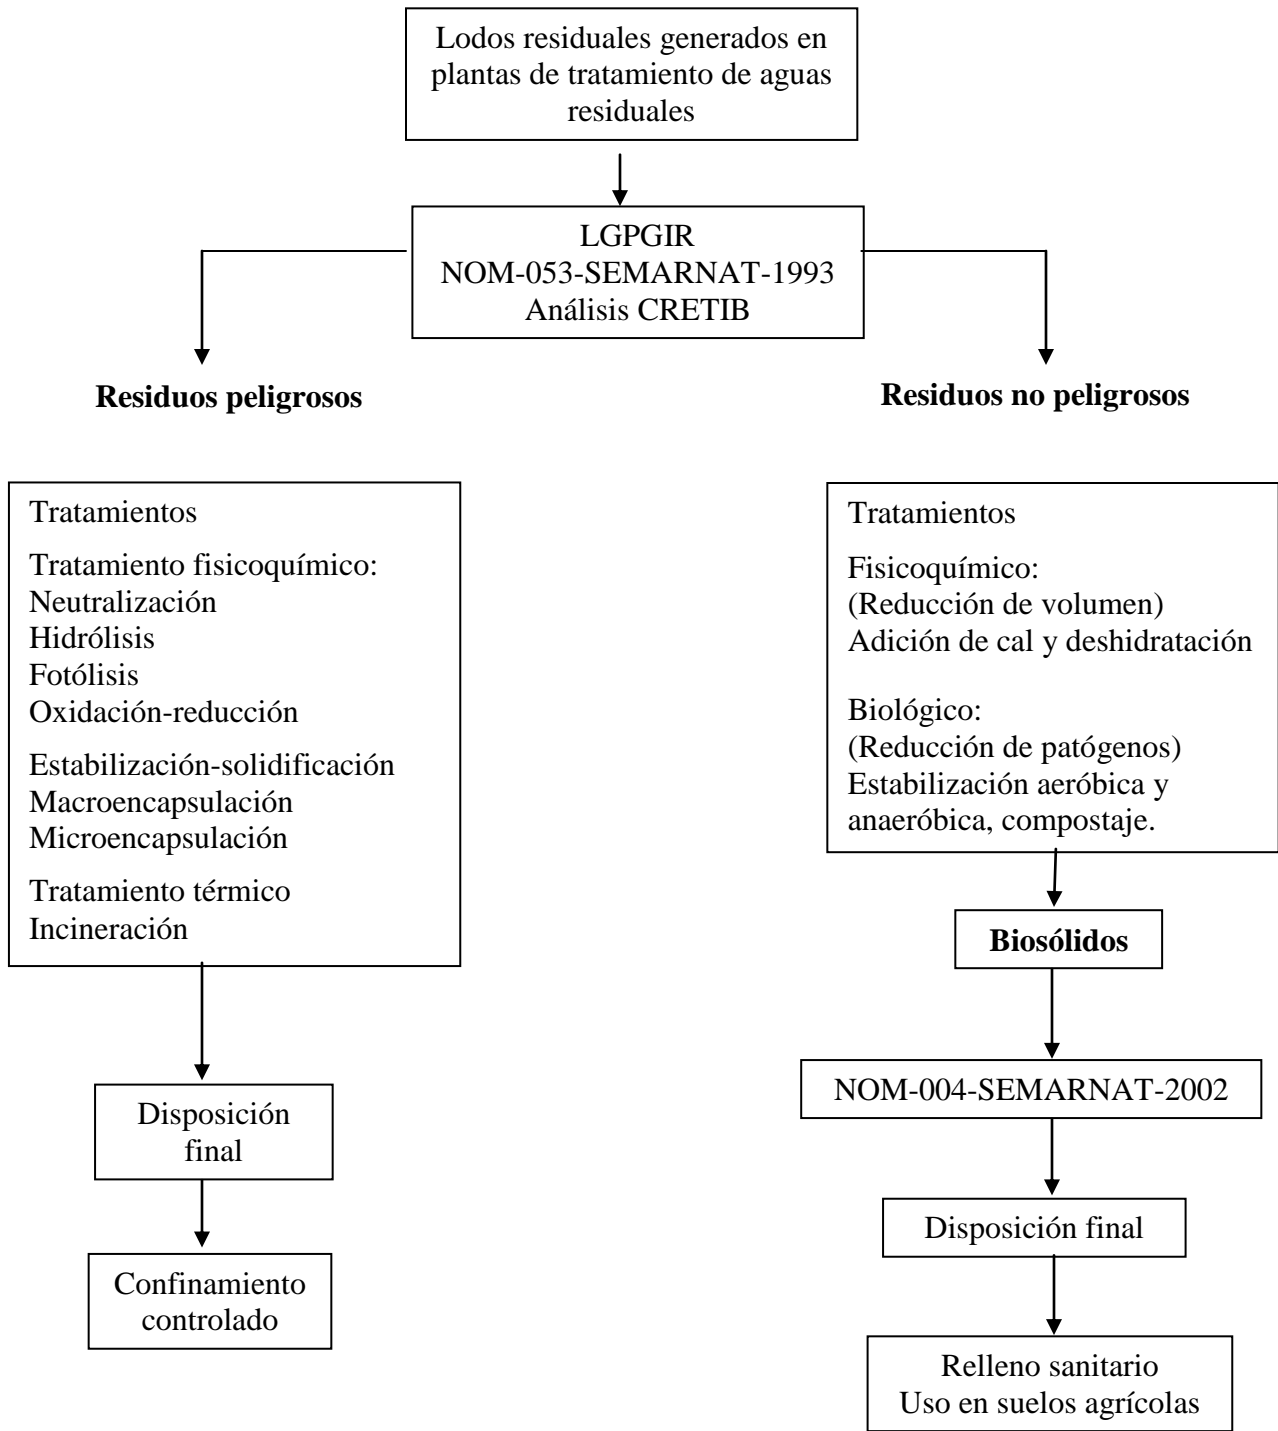 Lodos residuales generados en
plantas de tratamiento de aguas
residuales
LGPGIR
NOM-053-SEMARNAT-1993
Análisis CRETIB
Residuos peligrosos
Residuos no peligrosos
Tratamientos
Tratamiento fisicoquímico:
Neutralización
Hidrólisis
Fotólisis
Oxidación-reducción
Estabilización-solidificación
Macroencapsulación
Microencapsulación
Tratamiento térmico
Incineración
Disposición
final
Confinamiento
controlado
Tratamientos
Fisicoquímico:
(Reducción de volumen)
Adición de cal y deshidratación
Biológico:
(Reducción de patógenos)
Estabilización aeróbica y
anaeróbica, compostaje.
Biosólidos
NOM-004-SEMARNAT-2002
Disposición final
Relleno sanitario
Uso en suelos agrícolas